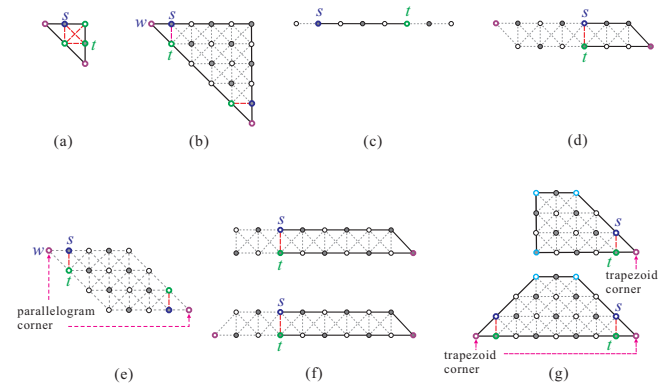 s
t
(a)
w
s
t
(b)
s
t
(c)
s
t
(d)
w
s
t
parallelogram
corner
(e)
s
t
s
t
(f)
s
t
trapezoid
corner
s
t
trapezoid
corner
(g)